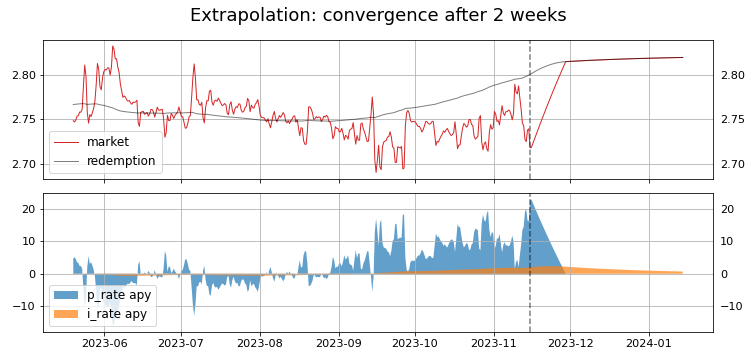 Extrapolation: convergence after 2 weeks
2.80
2.80
2.75
2.75
2.70
2.70
market
redemption
20
20
10
10
0
0
−10
−10
p_rate apy
i_rate apy
2023-06 2023-07 2023-08 2023-09 2023-10 2023-11 2023-12 2024-01